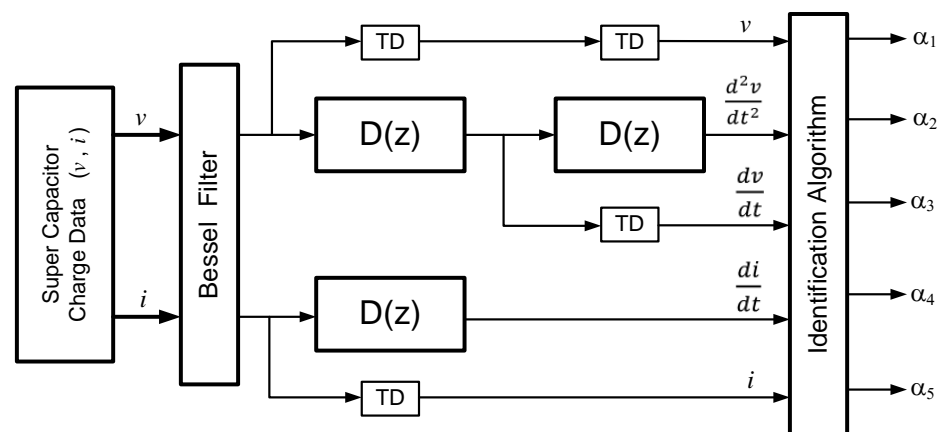 Super Capacitor
Charge Data (v , i)
v
i
Bessel Filter
TD
TD
v
D(z)
D(z)
d²v
dt²
TD
dv
dt
D(z)
di
dt
TD
i
Identification Algorithm
α₁
α₂
α₃
α₄
α₅